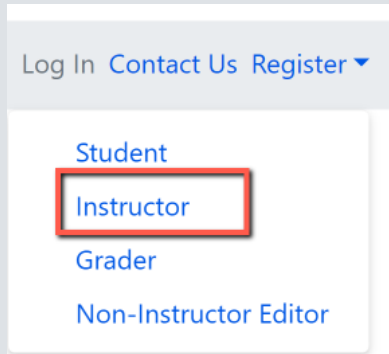 Log In Contact Us Register
Student
Instructor
Grader
Non-Instructor Editor